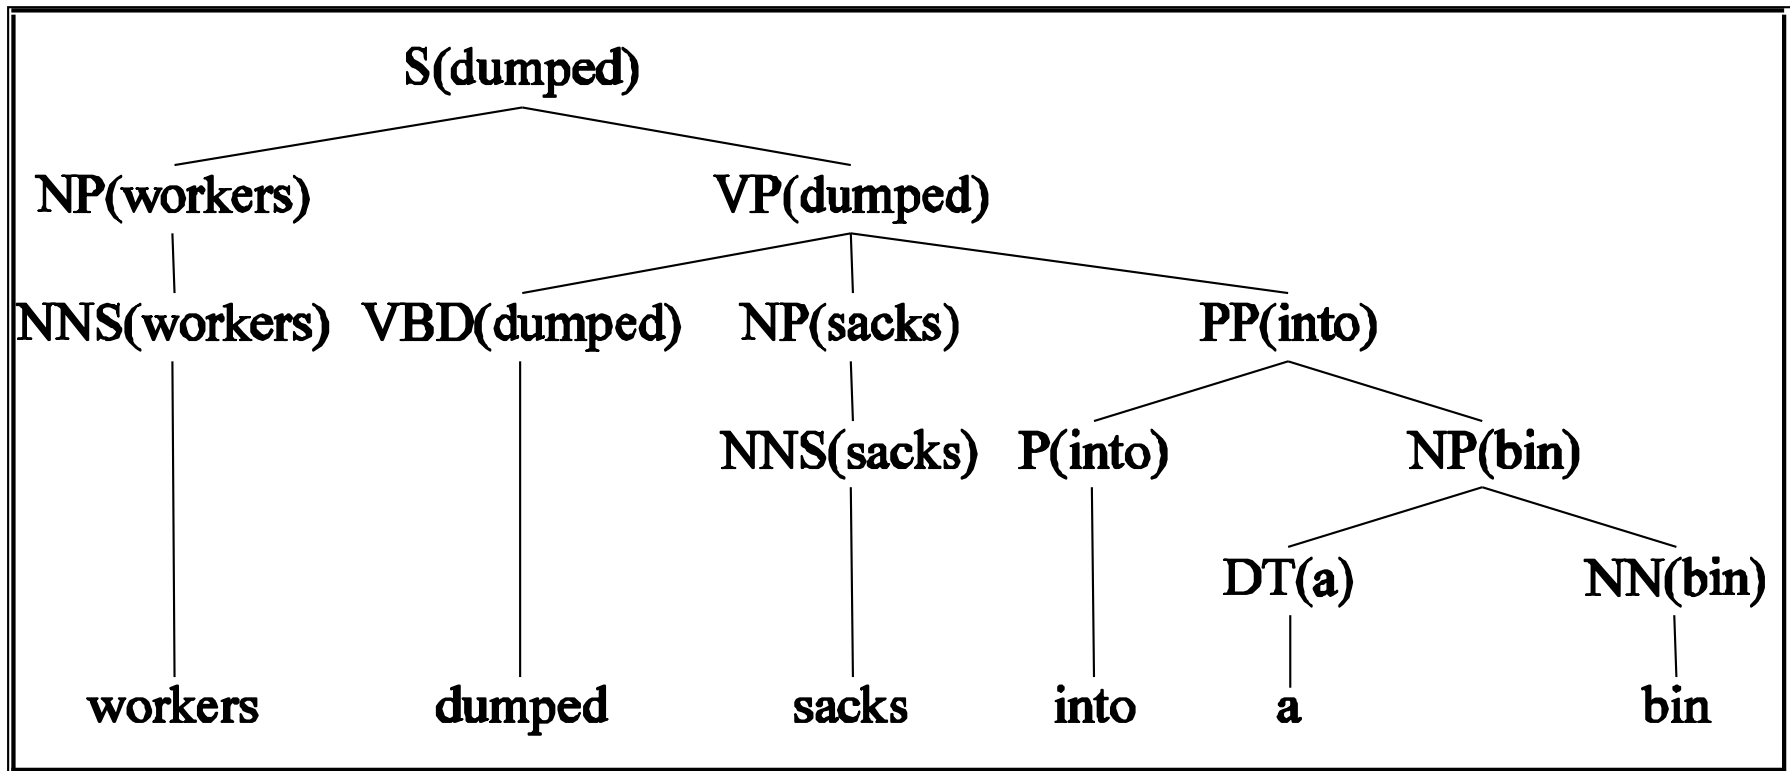 S(dumped)
NP(workers) VP(dumped)
NNS(workers) VBD(dumped) NP(sacks) PP(into)
NNS(sacks) P(into) NP(bin)
DT(a) NN(bin)
workers dumped sacks into a bin